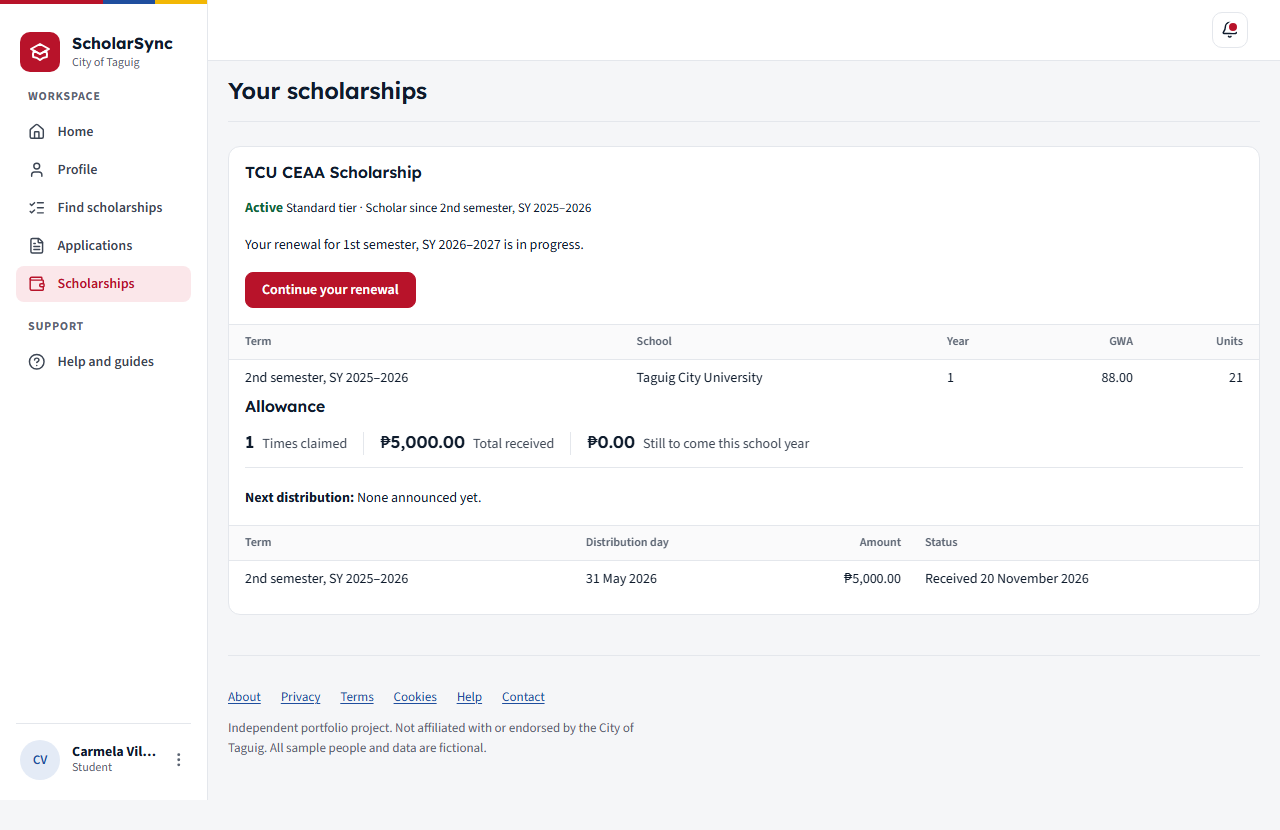 ScholarSync
City of Taguig
WORKSPACE
Home
Profile
Find scholarships
Applications
Scholarships
SUPPORT
Help and guides
CV
Carmela Vil...
Student
Your scholarships
TCU CEAA Scholarship
Active Standard tier · Scholar since 2nd semester, SY 2025–2026
Your renewal for 1st semester, SY 2026–2027 is in progress.
Continue your renewal
Term School Year GWA Units
2nd semester, SY 2025–2026 Taguig City University 1 88.00 21
Allowance
1 Times claimed ₱5,000.00 Total received ₱0.00 Still to come this school year
Next distribution: None announced yet.
Term Distribution day Amount Status
2nd semester, SY 2025–2026 31 May 2026 ₱5,000.00 Received 20 November 2026
About Privacy Terms Cookies Help Contact
Independent portfolio project. Not affiliated with or endorsed by the City of
Taguig. All sample people and data are fictional.